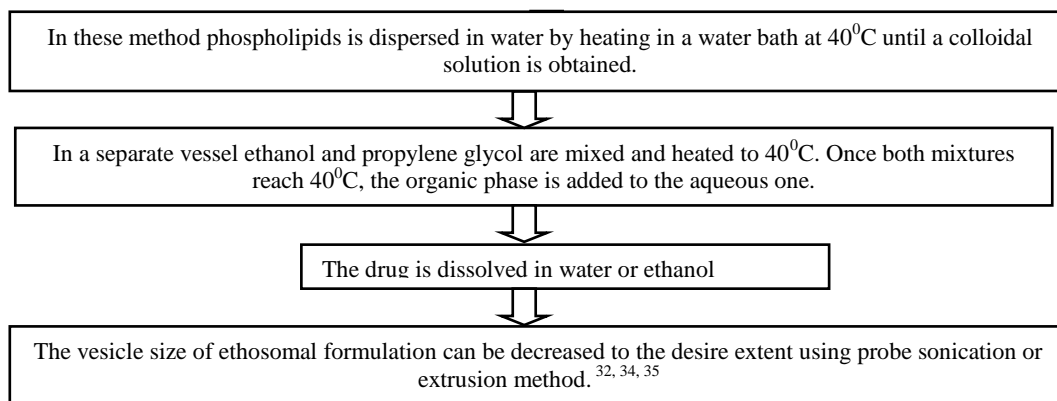 In these method phospholipids is dispersed in water by heating in a water bath at 40⁰C until a colloidal
solution is obtained.
In a separate vessel ethanol and propylene glycol are mixed and heated to 40⁰C. Once both mixtures
reach 40⁰C, the organic phase is added to the aqueous one.
The drug is dissolved in water or ethanol
The vesicle size of ethosomal formulation can be decreased to the desire extent using probe sonication or
extrusion method. ³²,
³⁴, ³⁵